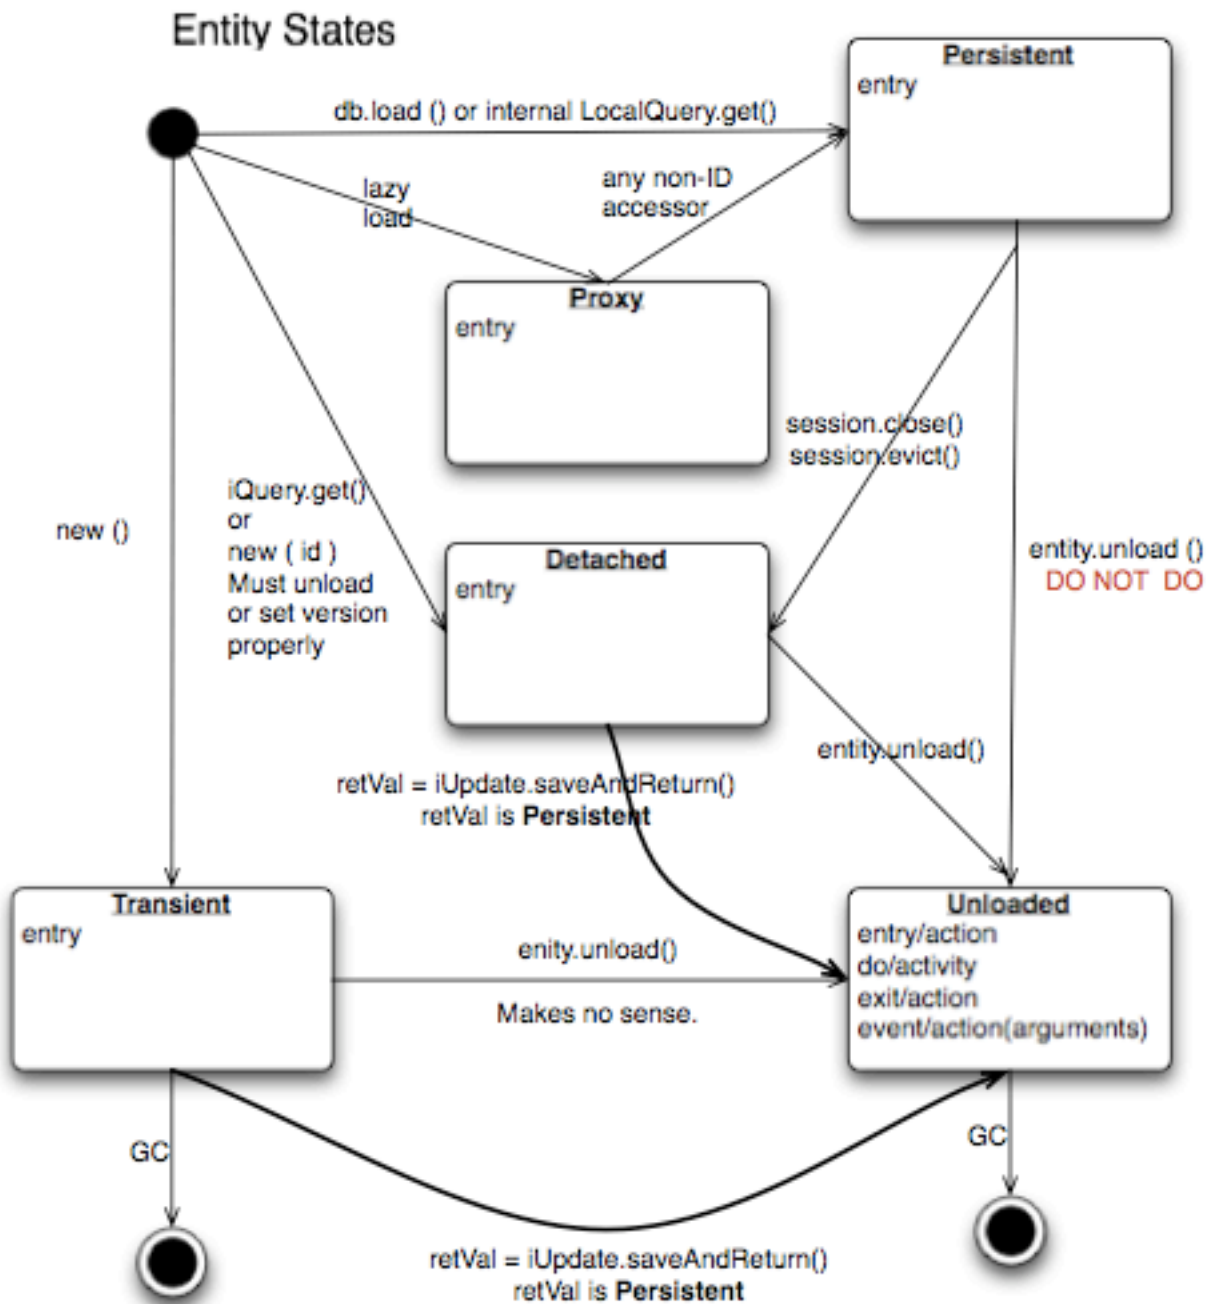 Entity States
Persistent
entry
db.load () or internal LocalQuery.get()
lazy
load
any non-ID
accessor
Proxy
entry
session.close()
session.evict()
iQuery.get()
or
new ( id )
Must unload
or set version
properly
new ()
Detached
entry
entity.unload ()
DO NOT  DO
entity.unload()
retVal = iUpdate.saveAndReturn()
retVal is Persistent
Transient
entry
enity.unload()
Makes no sense.
Unloaded
entry/action
do/activity
exit/action
event/action(arguments)
GC
GC
retVal = iUpdate.saveAndReturn()
retVal is Persistent